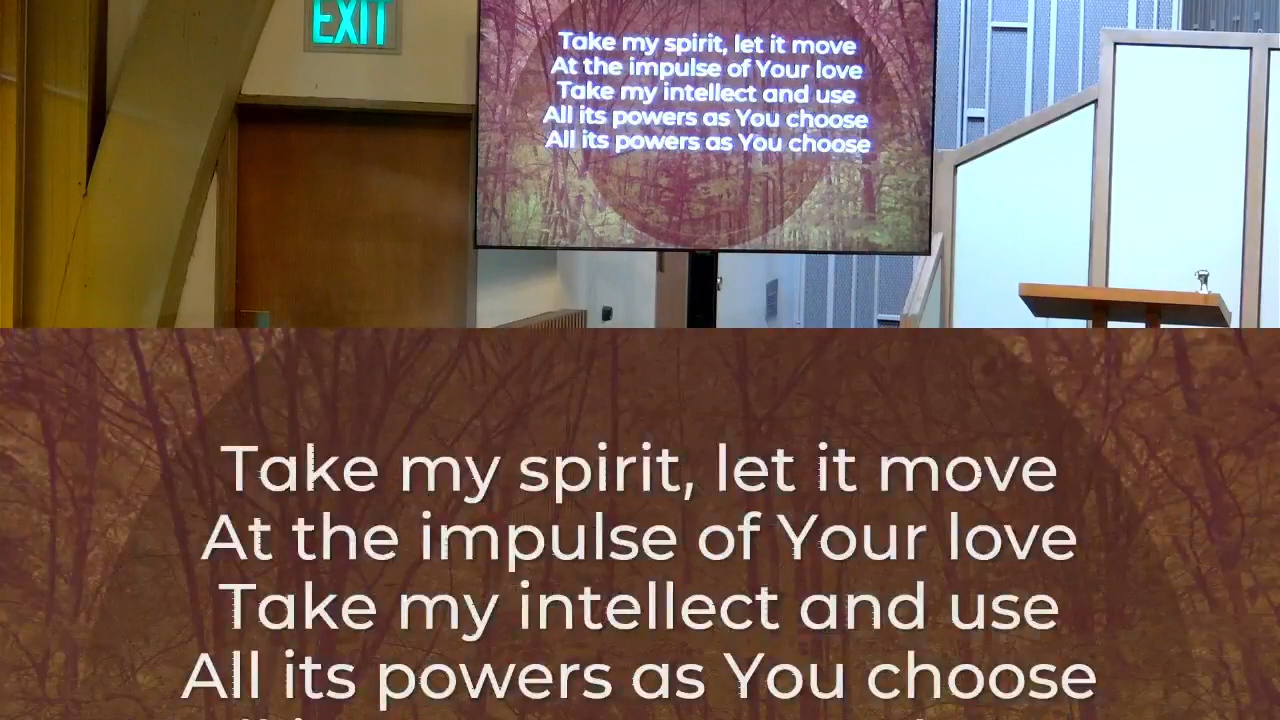 EXIT
Take my spirit, let it move
At the impulse of Your love
Take my intellect and use
All its powers as You choose
All its powers as You choose
Take my spirit, let it move
At the impulse of Your love
Take my intellect and use
All its powers as You choose